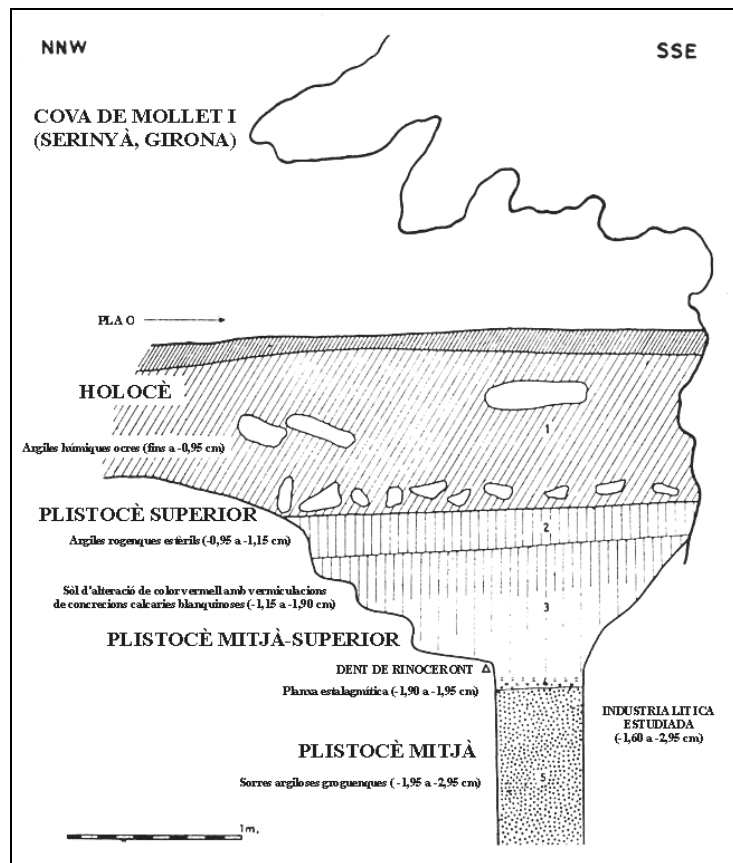 NNW
SSE
COVA DE MOLLET I
(SERINYÀ, GIRONA)
PLA O
HOLOCÈ
1
Argiles húmiques ocres (fins a -0,95 cm)
PLISTOCÈ SUPERIOR
2
Argiles rogenques estèrils (-0,95 a -1,15 cm)
Sòl d'alteració de color vermell amb vermiculacions
de concrecions calcaries blanquinoses (-1,15 a -1,90 cm)
3
PLISTOCÈ MITJÀ-SUPERIOR
DENT DE RINOCERONT
Planxa estalagmítica (-1,90 a -1,95 cm)
4
INDUSTRIA LITICA
ESTUDIADA
(-1,60 a -2,95 cm)
PLISTOCÈ MITJÀ
Sorres argiloses groguenques (-1,95 a -2,95 cm)
5
1m.